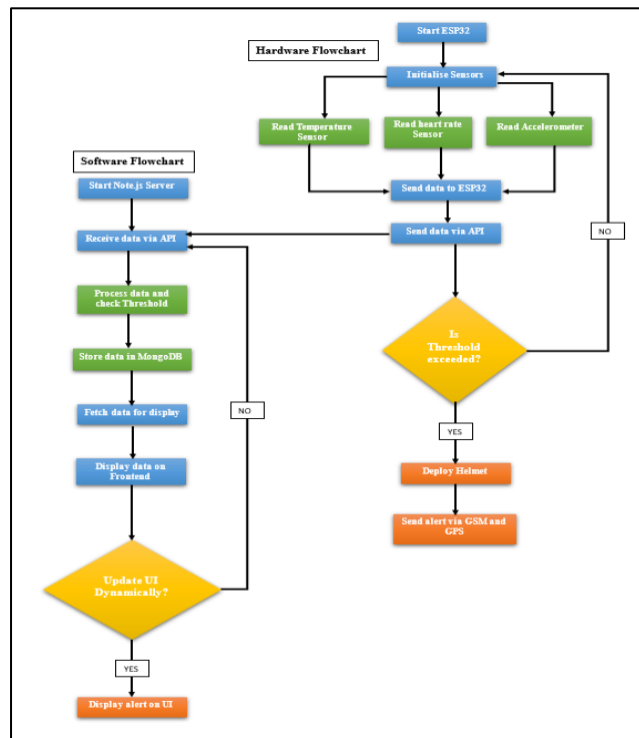 Start ESP32
Hardware Flowchart
Initialise Sensors
Read Temperature
Sensor
Read heart rate
Sensor
Read Accelerometer
Software Flowchart
Start Note.js Server
Send data to ESP32
Receive data via API
Send data via API
NO
Process data and
check Threshold
Is
Threshold
exceeded?
Store data in MongoDB
NO
Fetch data for display
YES
Display data on
Frontend
Deploy Helmet
Send alert via GSM and
GPS
Update UI
Dynamically?
YES
Display alert on UI